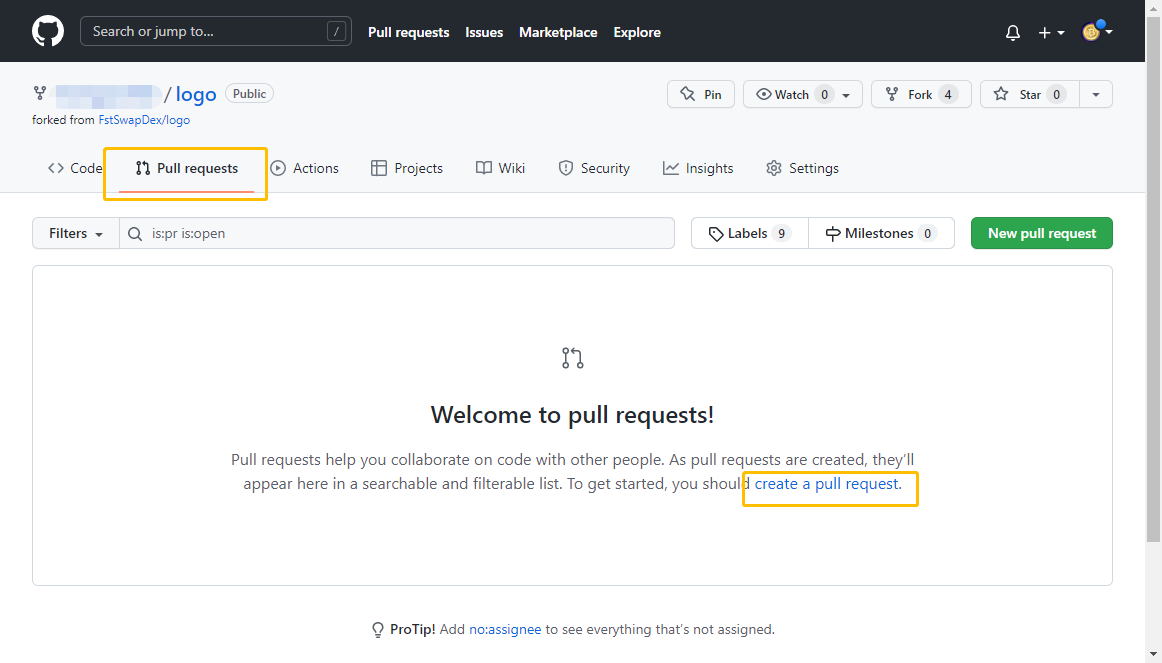 Search or jump to... /
Pull requests Issues Marketplace Explore
/ logo Public
Pin Watch 0 Fork 4 Star 0
forked from FstSwapDex/logo
Code Pull requests Actions Projects Wiki Security Insights Settings
Filters is:pr is:open Labels 9 Milestones 0 New pull request
Welcome to pull requests!
Pull requests help you collaborate on code with other people. As pull requests are created, they’ll
appear here in a searchable and filterable list. To get started, you should create a pull request.
ProTip! Add no:assignee to see everything that’s not assigned.